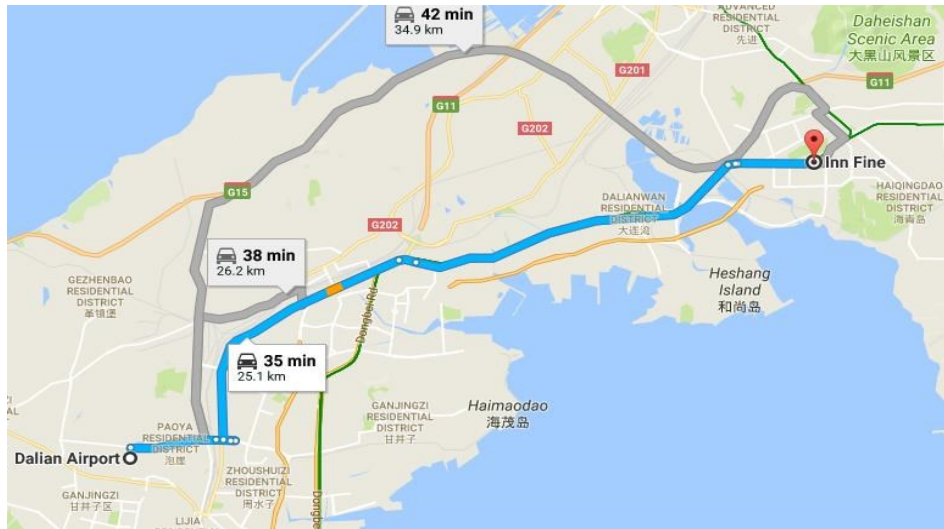 42 min
34.9 km
ADVANCED
RESIDENTIAL
DISTRICT
先进
Daheishan
Scenic Area
大黑山风景区
G201
G11
G11
G202
Inn Fine
G15
DALIANWAN
RESIDENTIAL
DISTRICT
大连湾
HAIQINGDAO
RESIDENTIAL
DISTRICT
海青岛
G202
38 min
26.2 km
GEZHENBAO
RESIDENTIAL
DISTRICT
革镇堡
Heshang
Island
和尚岛
Dongbei Rd
35 min
25.1 km
Haimaodao
海茂岛
GANJINGZI
RESIDENTIAL
DISTRICT
甘井子
PAOYA
RESIDENTIAL
DISTRICT
泡崖
Dalian Airport
ZHOUSHUIZI
RESIDENTIAL
DISTRICT
周水子
GANJINGZI
甘井子区
Dongbe
LIJIA
RESIDENTIAL